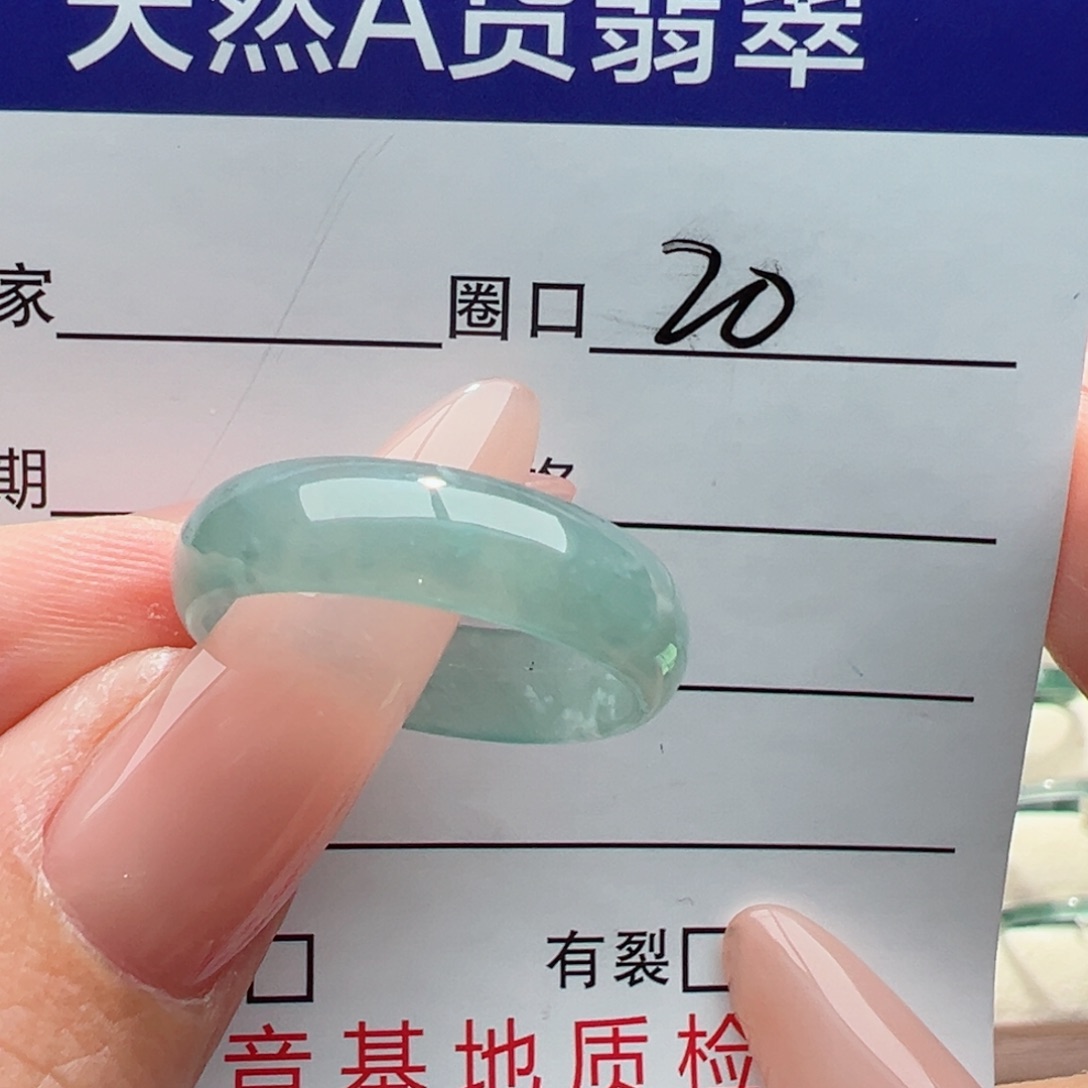 天然A货翡翠
家 圈口 20
期
有裂
音基地质检